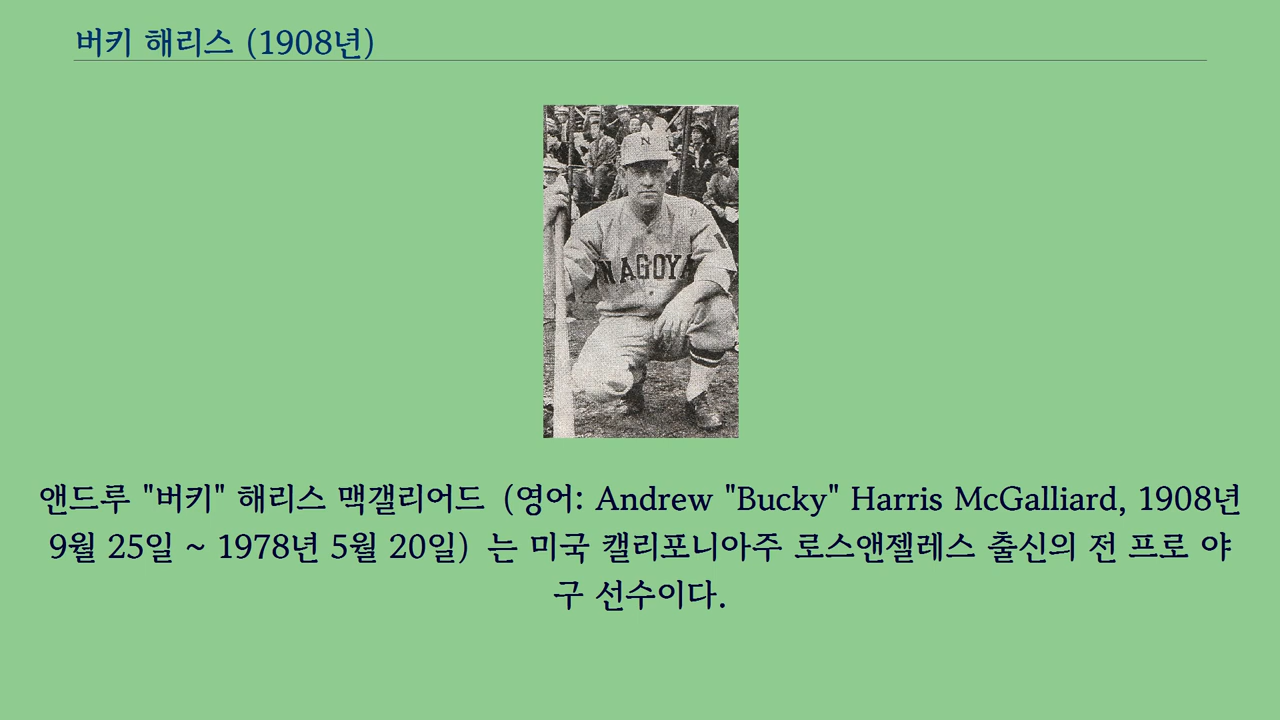 버키 해리스 (1908년)
N
NAGOYA
앤드루 "버키" 해리스 맥갤리어드 (영어: Andrew "Bucky" Harris McGalliard, 1908년
9월 25일 ~ 1978년 5월 20일) 는 미국 캘리포니아주 로스앤젤레스 출신의 전 프로 야
구 선수이다.